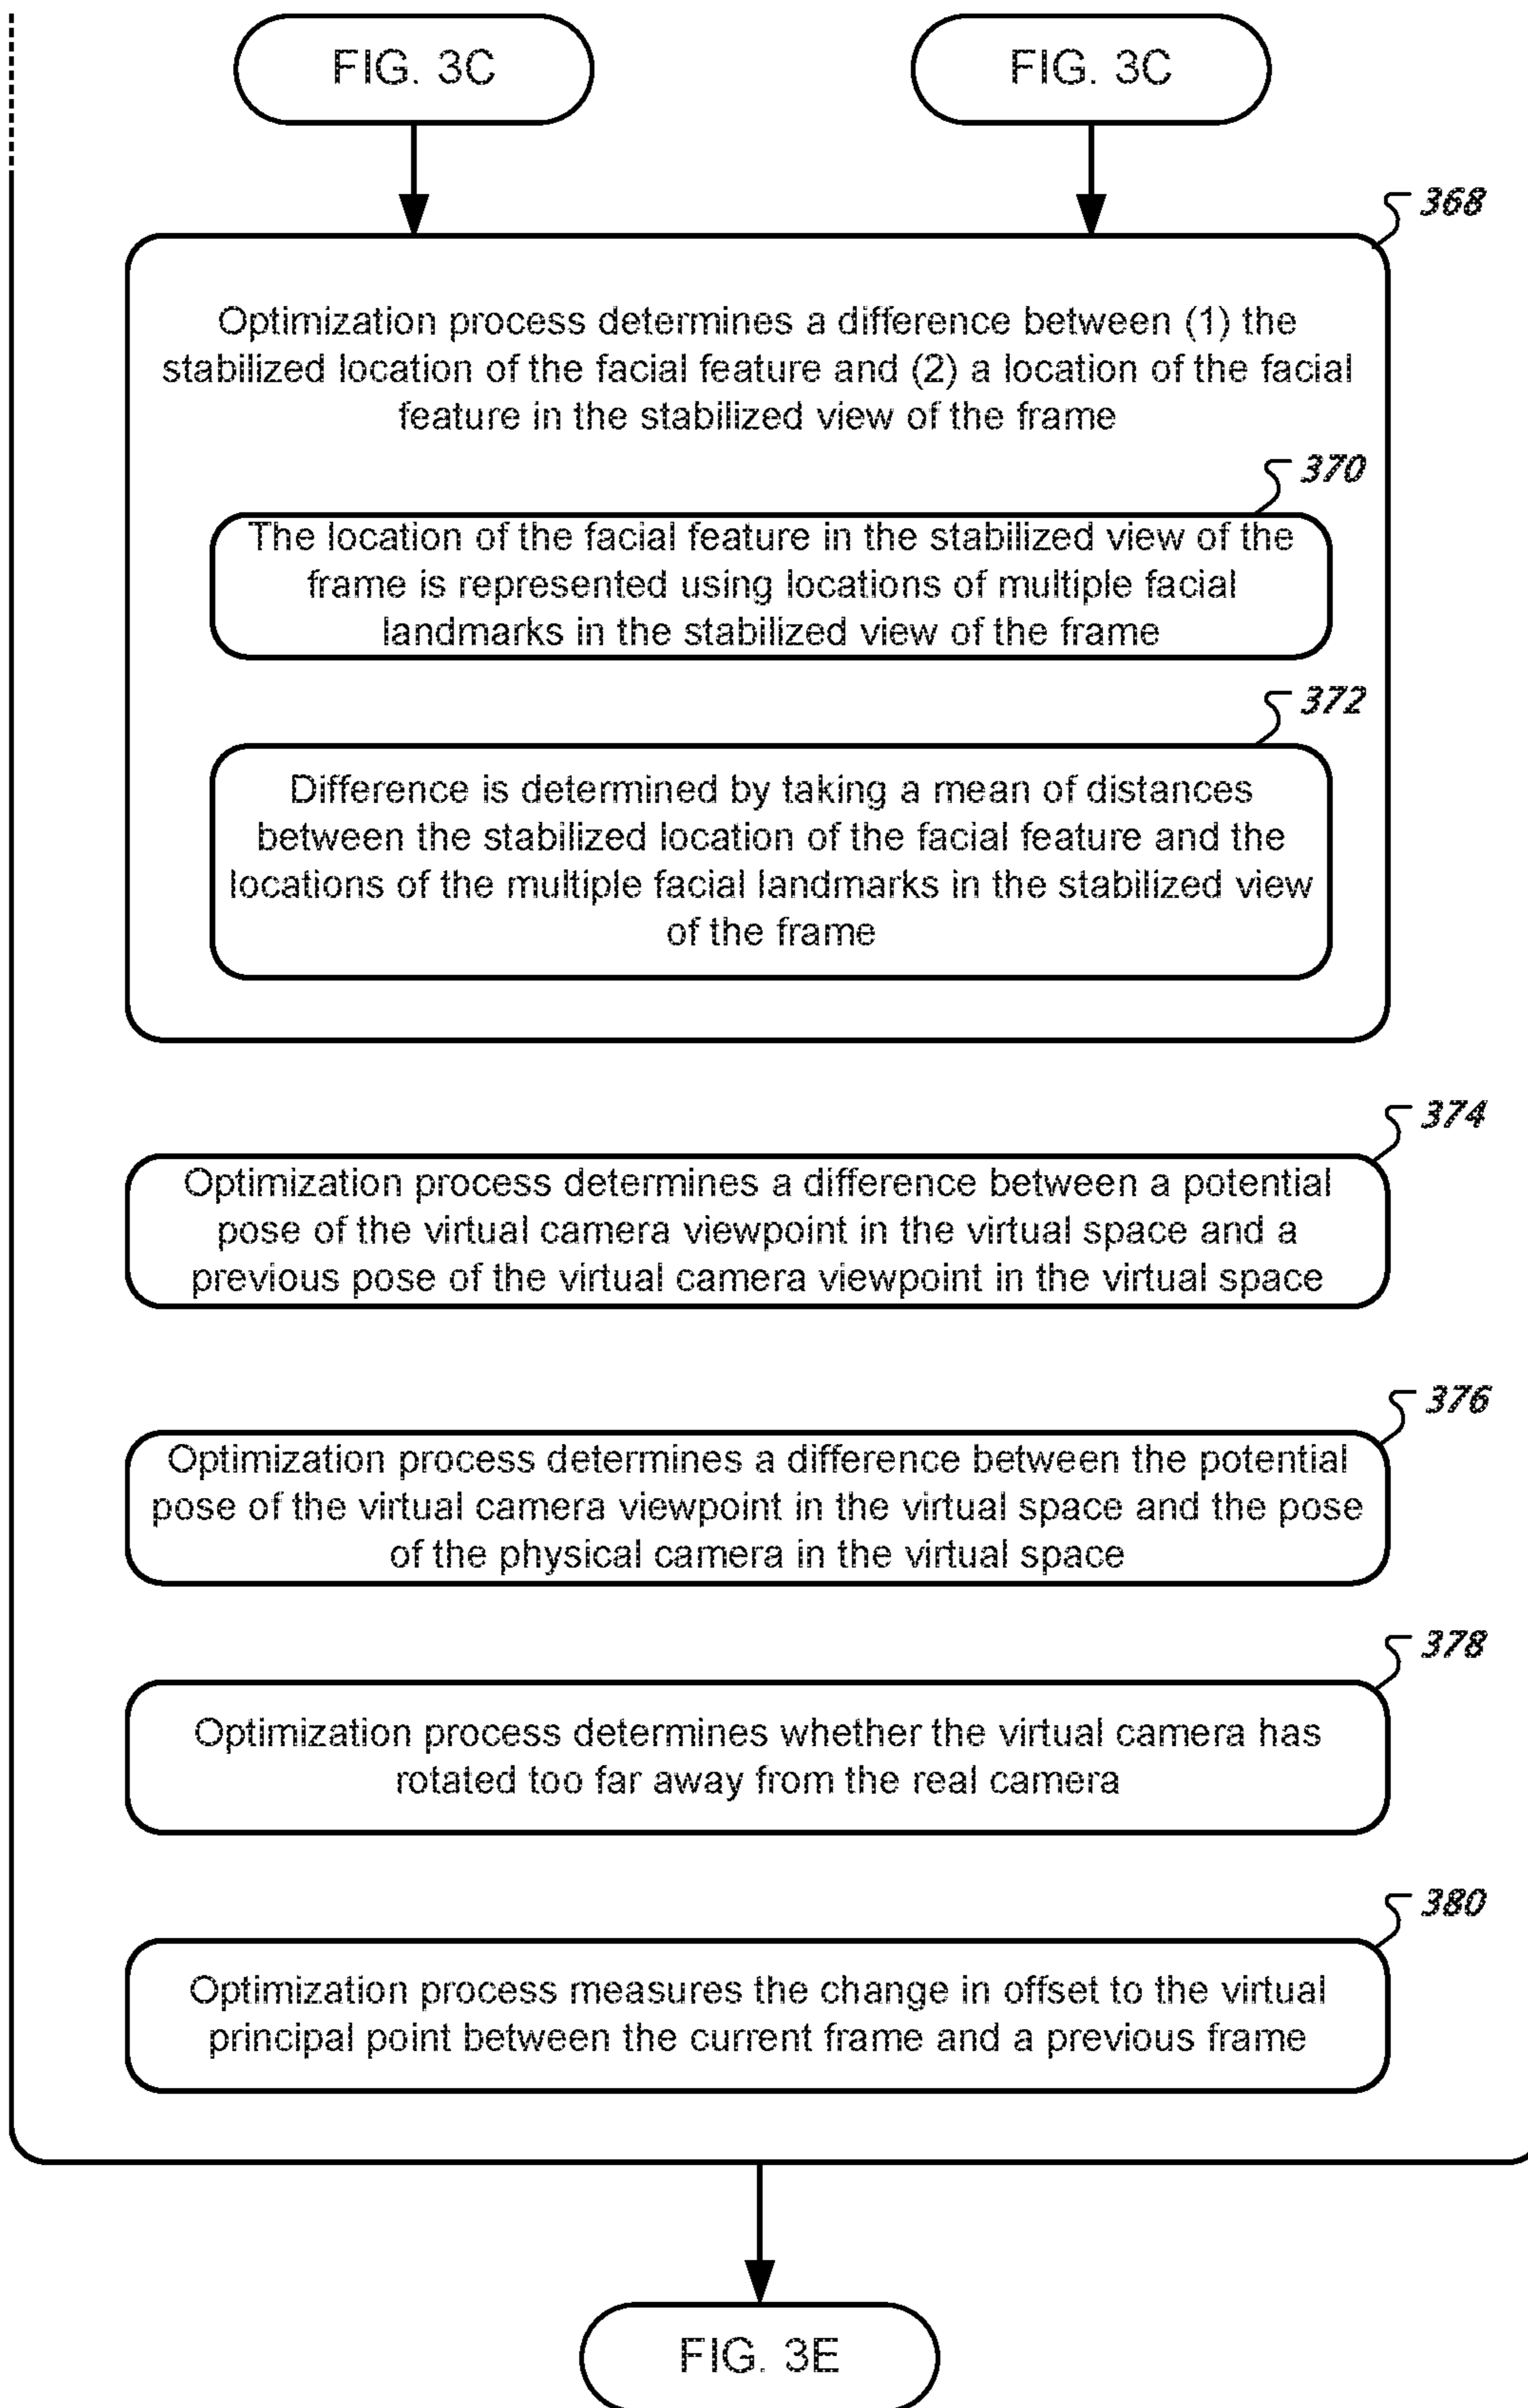 FIG. 3C
FIG. 3C
368
Optimization process determines a difference between (1) the
stabilized location of the facial feature and (2) a location of the facial
feature in the stabilized view of the frame
370
The location of the facial feature in the stabilized view of the
frame is represented using locations of multiple facial
landmarks in the stabilized view of the frame
372
Difference is determined by taking a mean of distances
between the stabilized location of the facial feature and the
locations of the multiple facial landmarks in the stabilized view
of the frame
374
Optimization process determines a difference between a potential
pose of the virtual camera viewpoint in the virtual space and a
previous pose of the virtual camera viewpoint in the virtual space
376
Optimization process determines a difference between the potential
pose of the virtual camera viewpoint in the virtual space and the pose
of the physical camera in the virtual space
378
Optimization process determines whether the virtual camera has
rotated too far away from the real camera
380
Optimization process measures the change in offset to the virtual
principal point between the current frame and a previous frame
FIG. 3E